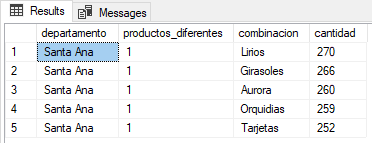 Results Messages
departamento productos_diferentes combinacion cantidad
1 Santa Ana 1 Lirios 270
2 Santa Ana 1 Girasoles 266
3 Santa Ana 1 Aurora 260
4 Santa Ana 1 Orquidias 259
5 Santa Ana 1 Tarjetas 252